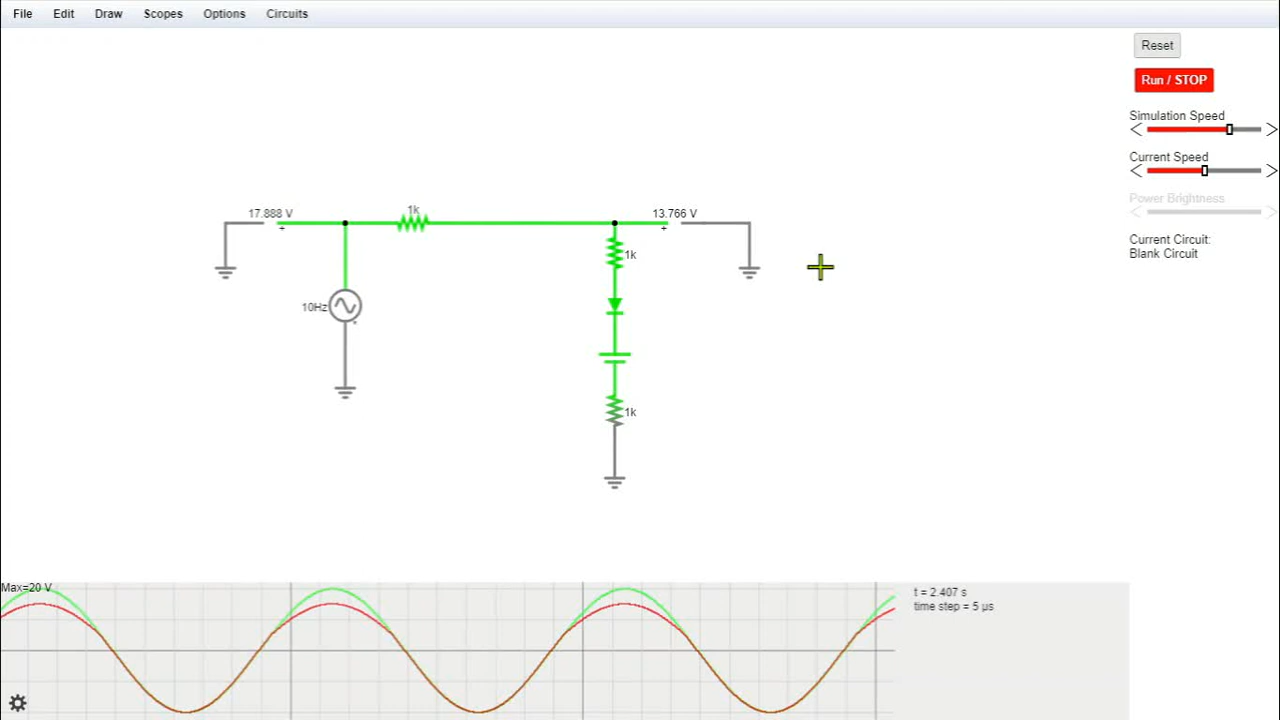 File Edit Draw Scopes Options Circuits
Reset
Run / STOP
Simulation Speed
Current Speed
Power Brightness
Current Circuit:
Blank Circuit
17.888 V
+
1k
13.766 V
+
1k
10Hz
1k
Max=20 V
t = 2.407 s
time step = 5 µs